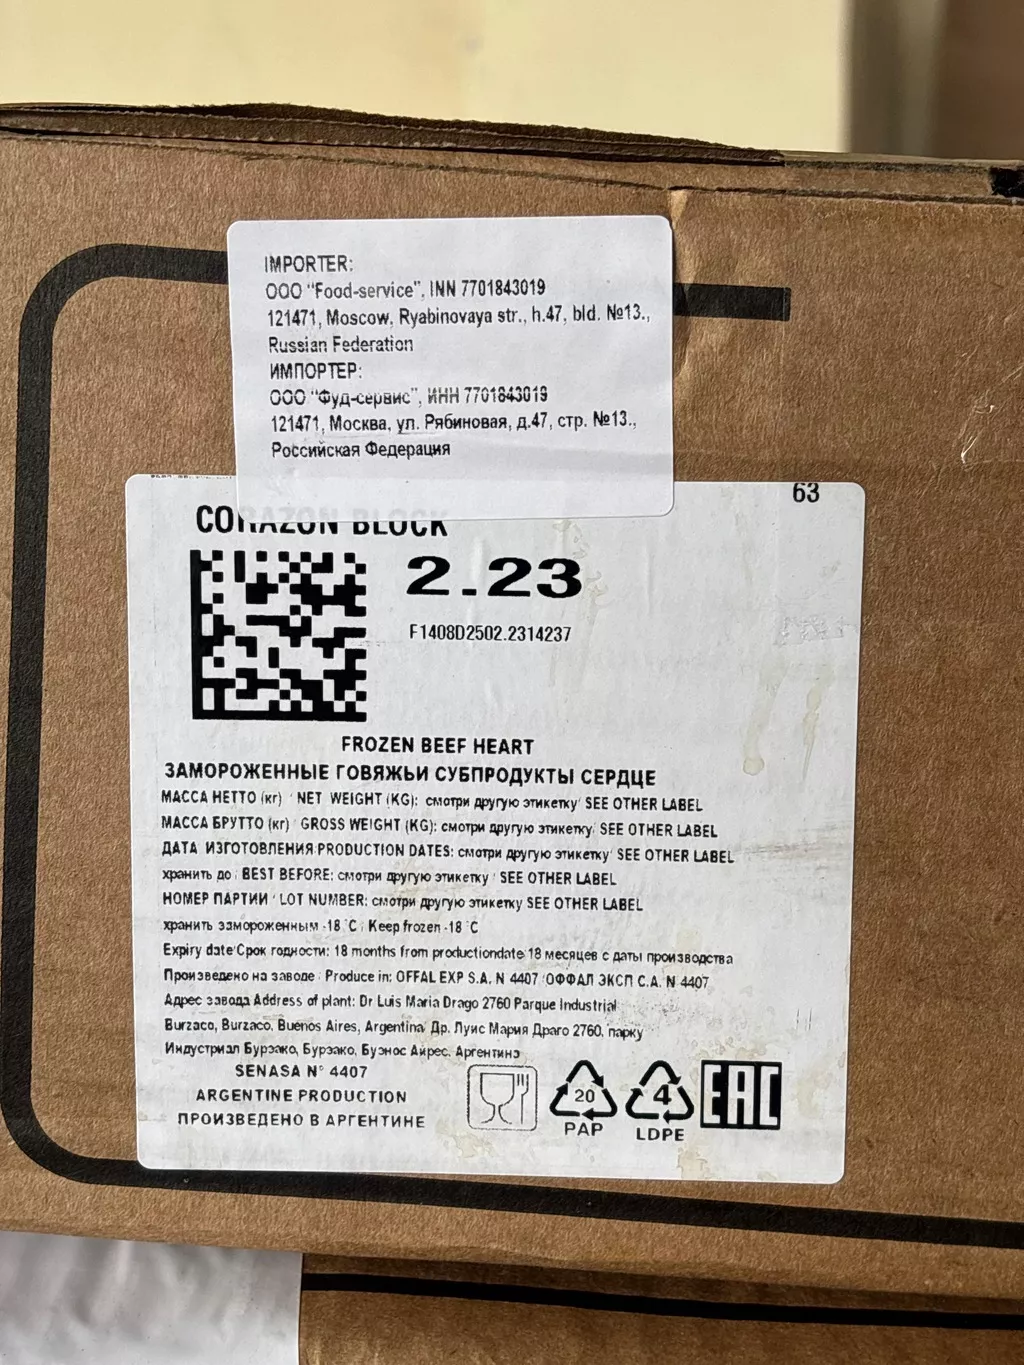 IMPORTER:
ООО "Food-service", INN 7701843019
121471, Moscow, Ryabinovaya str., h.47, bld. №13.,
Russian Federation
ИМПОРТЕР:
ООО "Фуд-сервис", ИНН 7701843019
121471, Москва, ул. Рябиновая, д.47, стр. №13.,
Российская Федерация
63
CORAZON BLOCK
2.23
F1408D2502.2314237
FROZEN BEEF HEART
ЗАМОРОЖЕННЫЕ ГОВЯЖЬИ СУБПРОДУКТЫ СЕРДЦЕ
МАССА НЕТТО (кг) / NET WEIGHT (KG): смотри другую этикетку/ SEE OTHER LABEL
МАССА БРУТТО (кг) / GROSS WEIGHT (KG): смотри другую этикетку/ SEE OTHER LABEL
ДАТА ИЗГОТОВЛЕНИЯ/PRODUCTION DATES: смотри другую этикетку/ SEE OTHER LABEL
хранить до / BEST BEFORE: смотри другую этикетку / SEE OTHER LABEL
НОМЕР ПАРТИИ / LOT NUMBER: смотри другую этикетку SEE OTHER LABEL
хранить замороженным -18 °C / Keep frozen -18 °C
Expiry date/Срок годности: 18 months from productiondate/18 месяцев с даты производства
Произведено на заводе / Produce in: OFFAL EXP S.A. N 4407 /ОФФАЛ ЭКСП С.А. N 4407
Адрес завода/Address of plant: Dr Luis Maria Drago 2760 Parque Industrial
Burzaco, Burzaco, Buenos Aires, Argentina/ Др. Луис Мария Драго 2760, парку
Индустриал Бурзако, Бурзако, Буэнос Айрес, Аргентина
SENASA N° 4407
ARGENTINE PRODUCTION
ПРОИЗВЕДЕНО В АРГЕНТИНЕ
20
PAP
4
LDPE
EAC